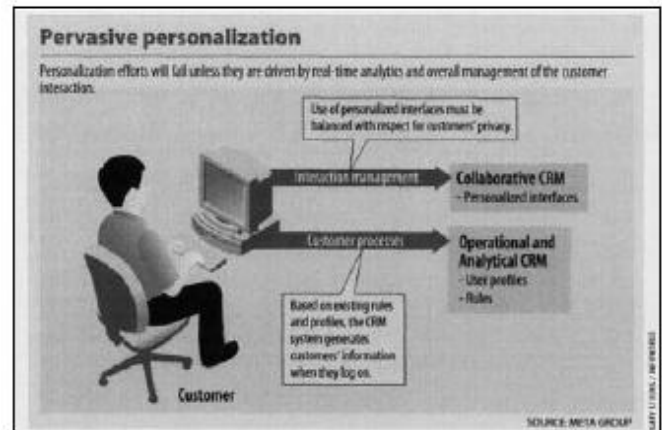 Pervasive personalization
Personalization efforts will fail unless they are driven by real-time analytics and overall management of the customer
interaction.
Use of personalized interfaces must be
balanced with respect for customers' privacy.
Interaction management
Collaborative CRM
- Personalized interfaces
Customer processes
Operational and
Analytical CRM
- User profiles
- Rules
Based on existing rules
and profiles, the CRM
system generates
customers' information
when they log on.
Customer
SOURCE: META GROUP